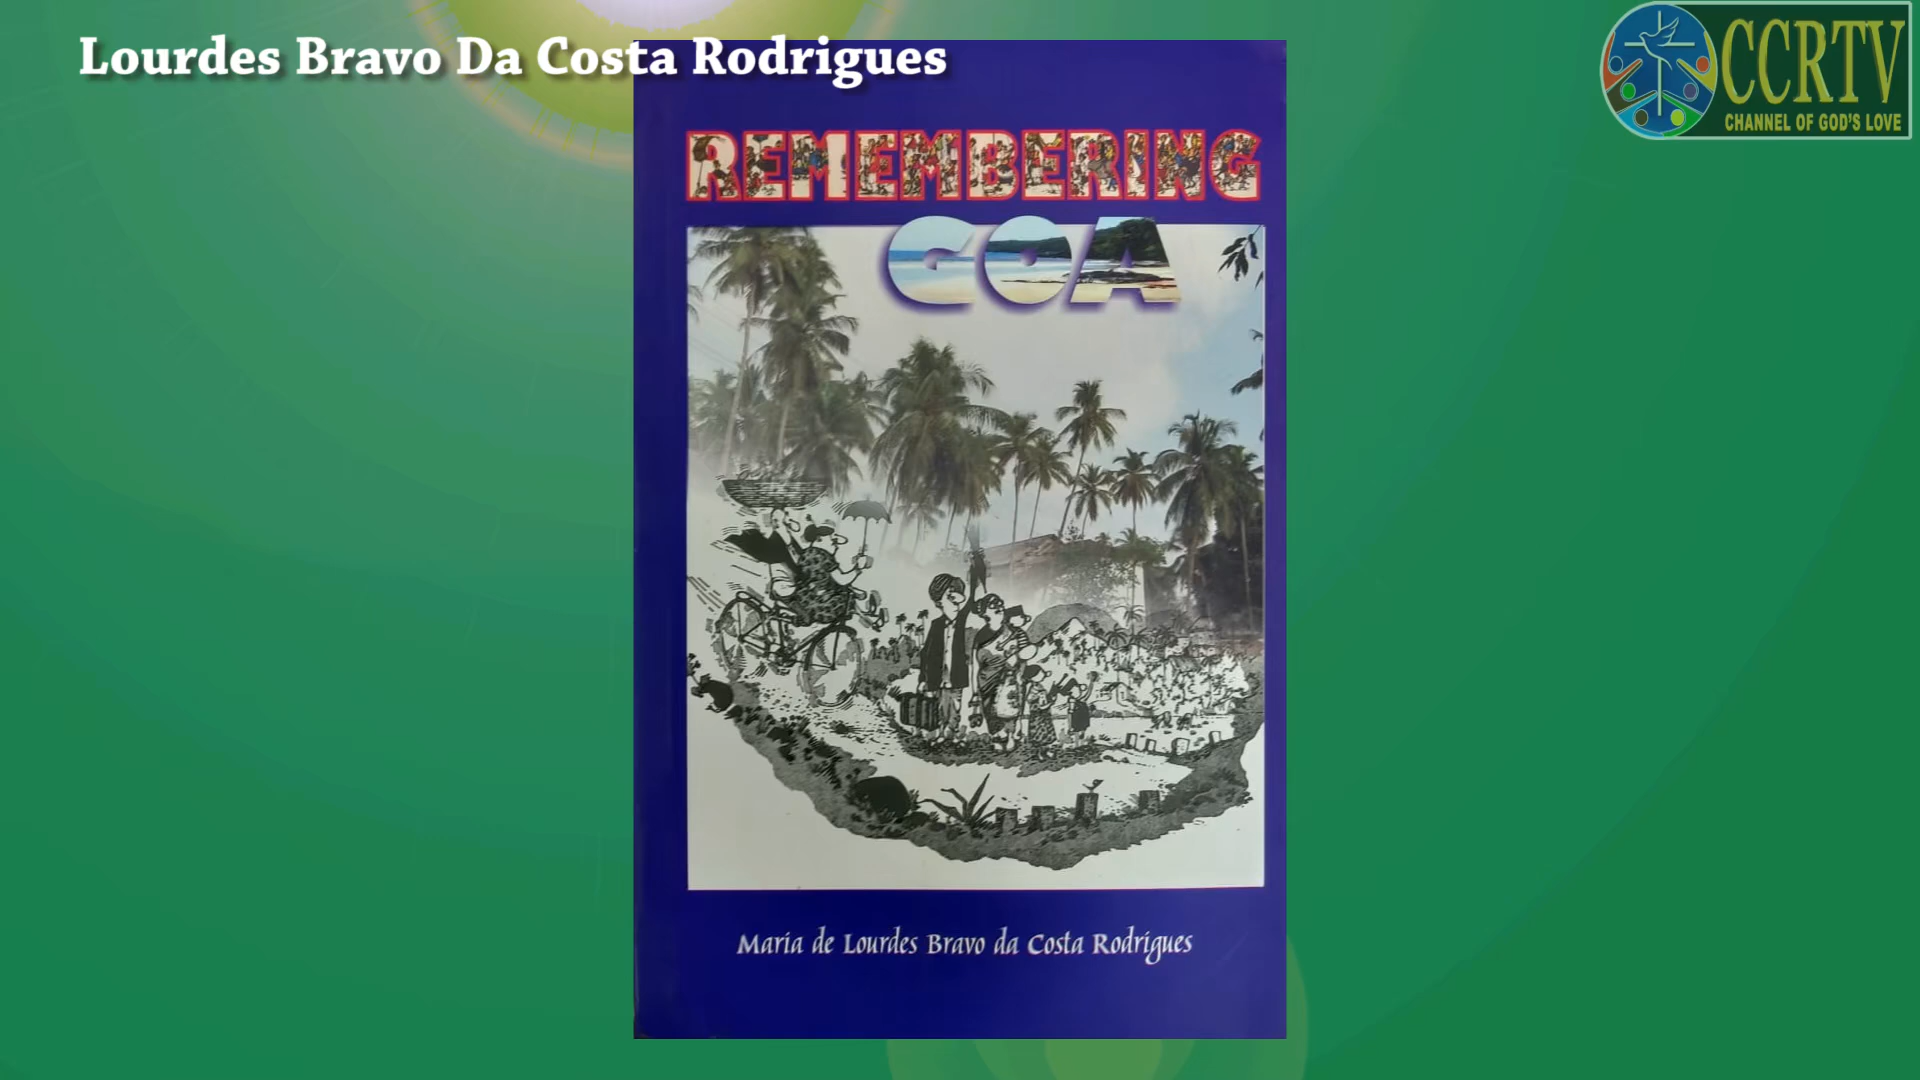 Lourdes Bravo Da Costa Rodrigues
CCRTV
CHANNEL OF GOD'S LOVE
REMEMBERING
GOA
Maria de Lourdes Bravo da Costa Rodrigues